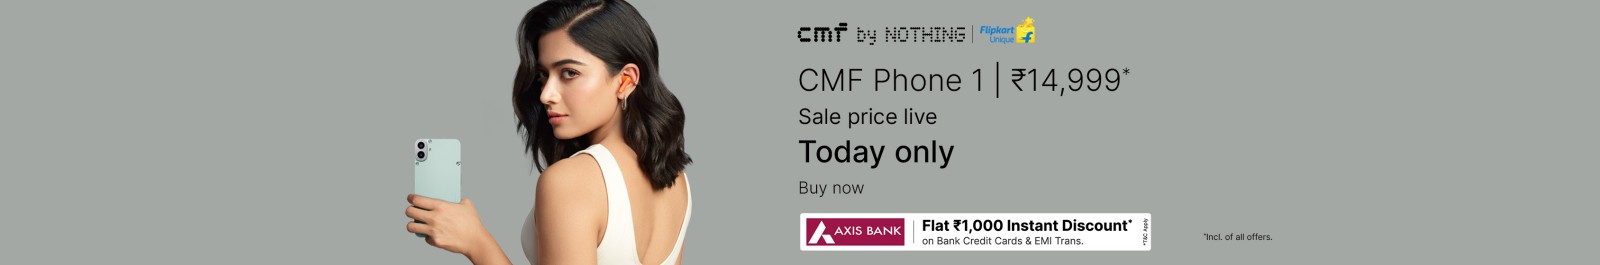 cmf by NOTHING | Flipkart Unique
CMF Phone 1 | ₹14,999*
Sale price live
Today only
Buy now
AXIS BANK
Flat ₹1,000 Instant Discount*
on Bank Credit Cards & EMI Trans.
*T&C Apply
*Incl. of all offers.